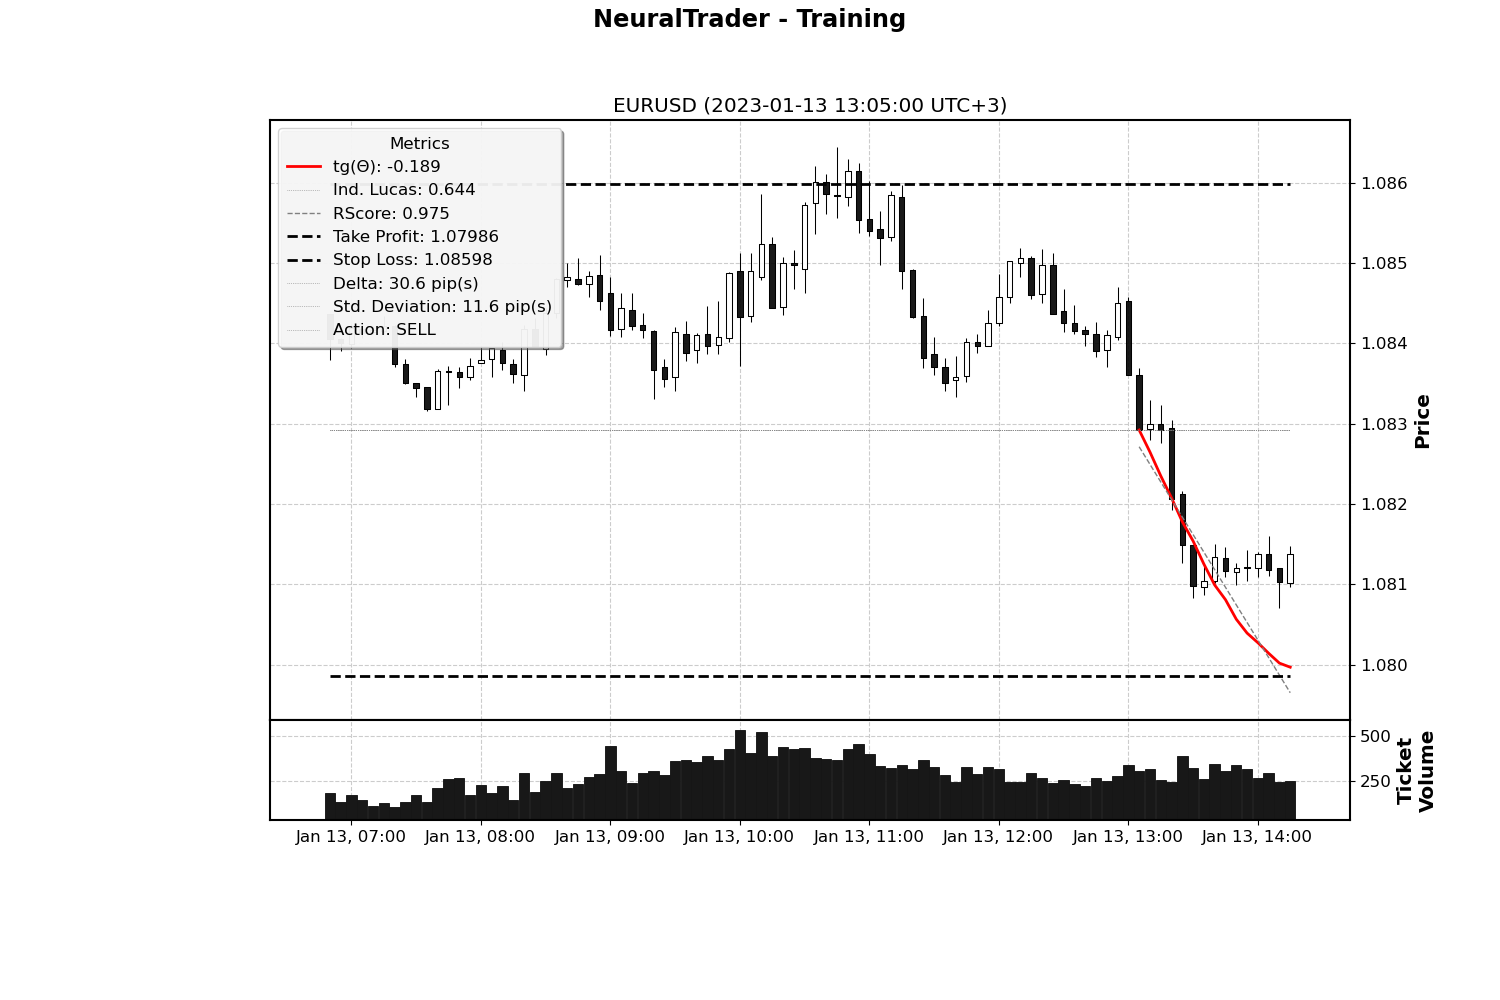 NeuralTrader - Training
EURUSD (2023-01-13 13:05:00 UTC+3)
Metrics
tg(Θ): -0.189
Ind. Lucas: 0.644
RScore: 0.975
Take Profit: 1.07986
Stop Loss: 1.08598
Delta: 30.6 pip(s)
Std. Deviation: 11.6 pip(s)
Action: SELL
1.086
1.085
1.084
1.083
1.082
1.081
1.080
Price
500
250
Ticket
Volume
Jan 13, 07:00 Jan 13, 08:00 Jan 13, 09:00 Jan 13, 10:00 Jan 13, 11:00 Jan 13, 12:00 Jan 13, 13:00 Jan 13, 14:00